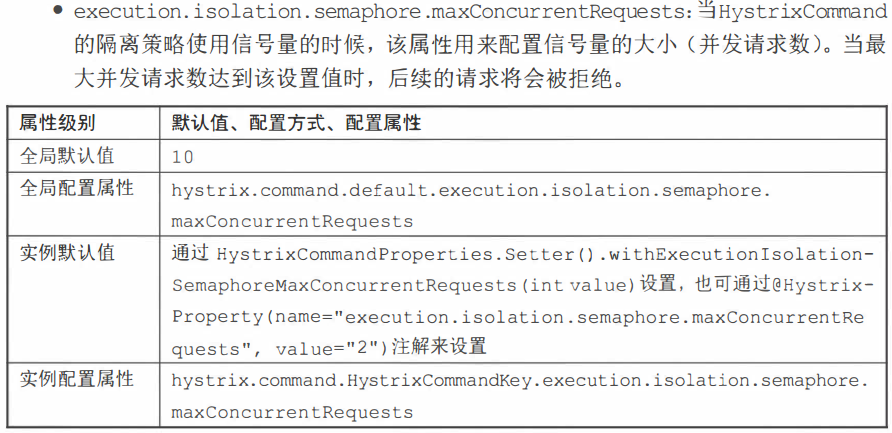 • execution.isolation.semaphore.maxConcurrentRequests：当HystrixCommand
的隔离策略使用信号量的时候，该属性用来配置信号量的大小（并发请求数）。当最
大并发请求数达到该设置值时，后续的请求将会被拒绝。
属性级别 默认值、配置方式、配置属性
全局默认值 10
全局配置属性 hystrix.command.default.execution.isolation.semaphore.
maxConcurrentRequests
实例默认值 通过 HystrixCommandProperties.Setter().withExecutionIsolation-
SemaphoreMaxConcurrentRequests(int value)设置，也可通过@Hystrix-
Property(name="execution.isolation.semaphore.maxConcurrentRe
quests", value="2")注解来设置
实例配置属性 hystrix.command.HystrixCommandKey.execution.isolation.semaphore.
maxConcurrentRequests